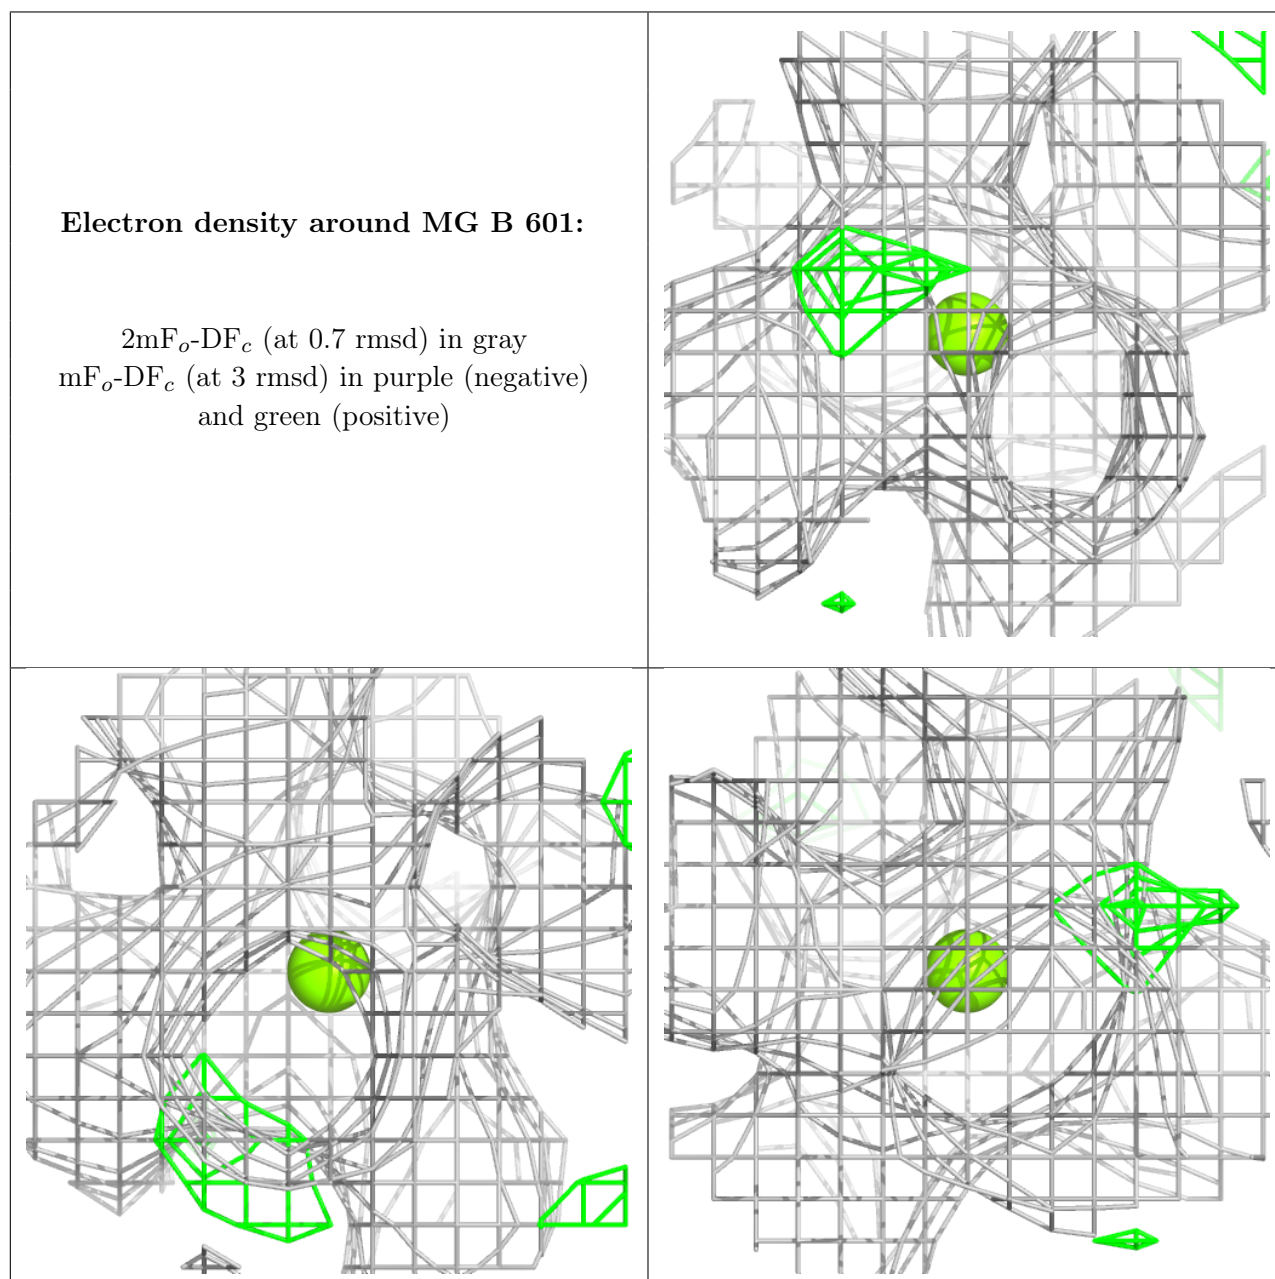 Electron density around MG B 601:
2mFo-DFc (at 0.7 rmsd) in gray
mFo-DFc (at 3 rmsd) in purple (negative)
and green (positive)